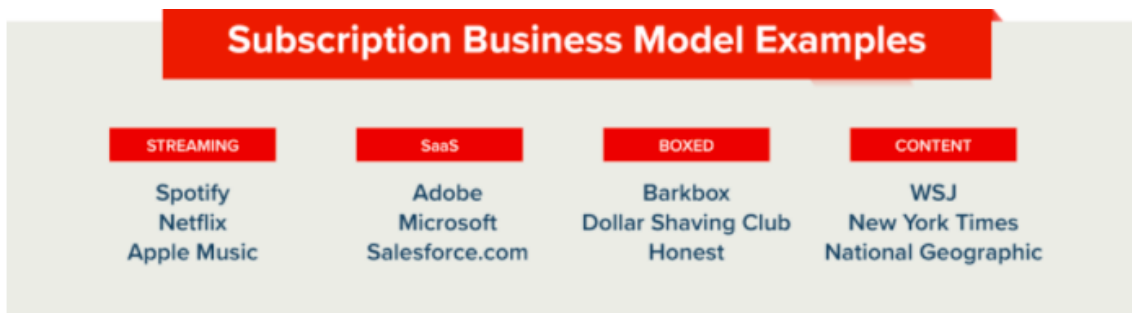 Subscription Business Model Examples
STREAMING
Spotify
Netflix
Apple Music
SaaS
Adobe
Microsoft
Salesforce.com
BOXED
Barkbox
Dollar Shaving Club
Honest
CONTENT
WSJ
New York Times
National Geographic